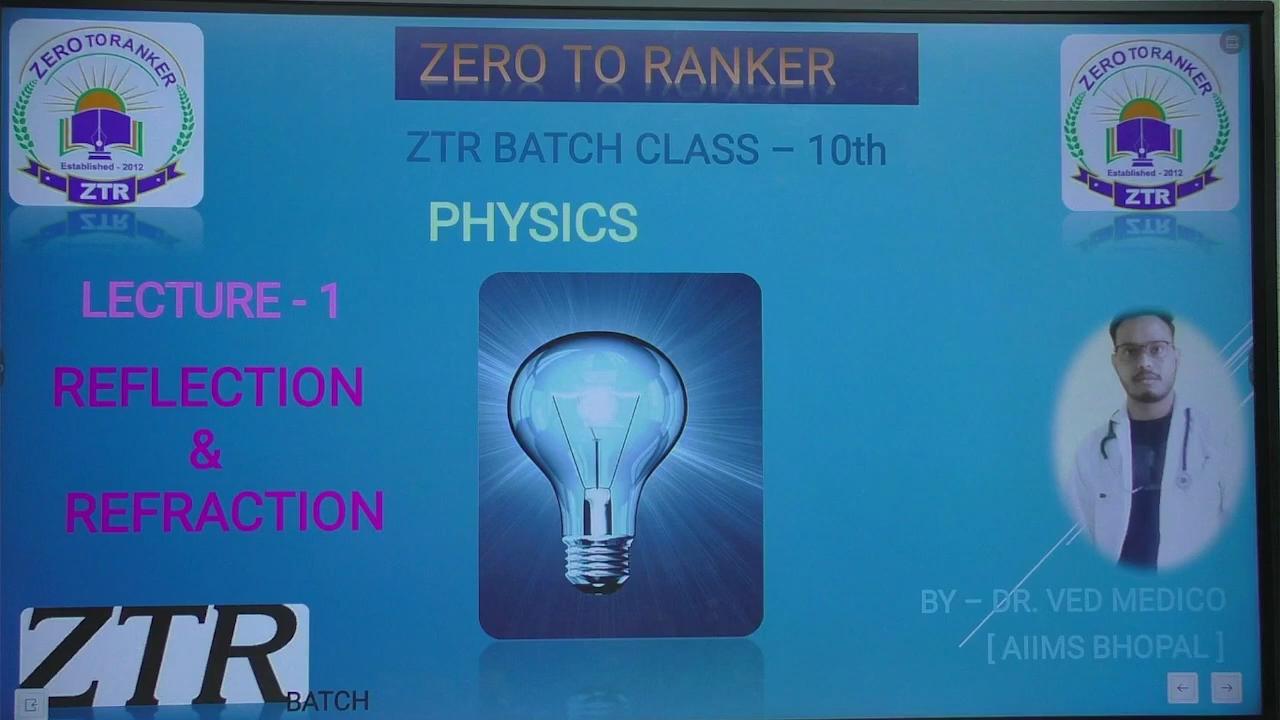 ZERO TO RANKER
Established - 2012
ZTR
ZERO TO RANKER
ZERO TO RANKER
Established - 2012
ZTR
ZTR BATCH CLASS – 10th
PHYSICS
LECTURE - 1
REFLECTION
&
REFRACTION
ZTR
BATCH
BY – DR. VED MEDICO
[ AIIMS BHOPAL ]